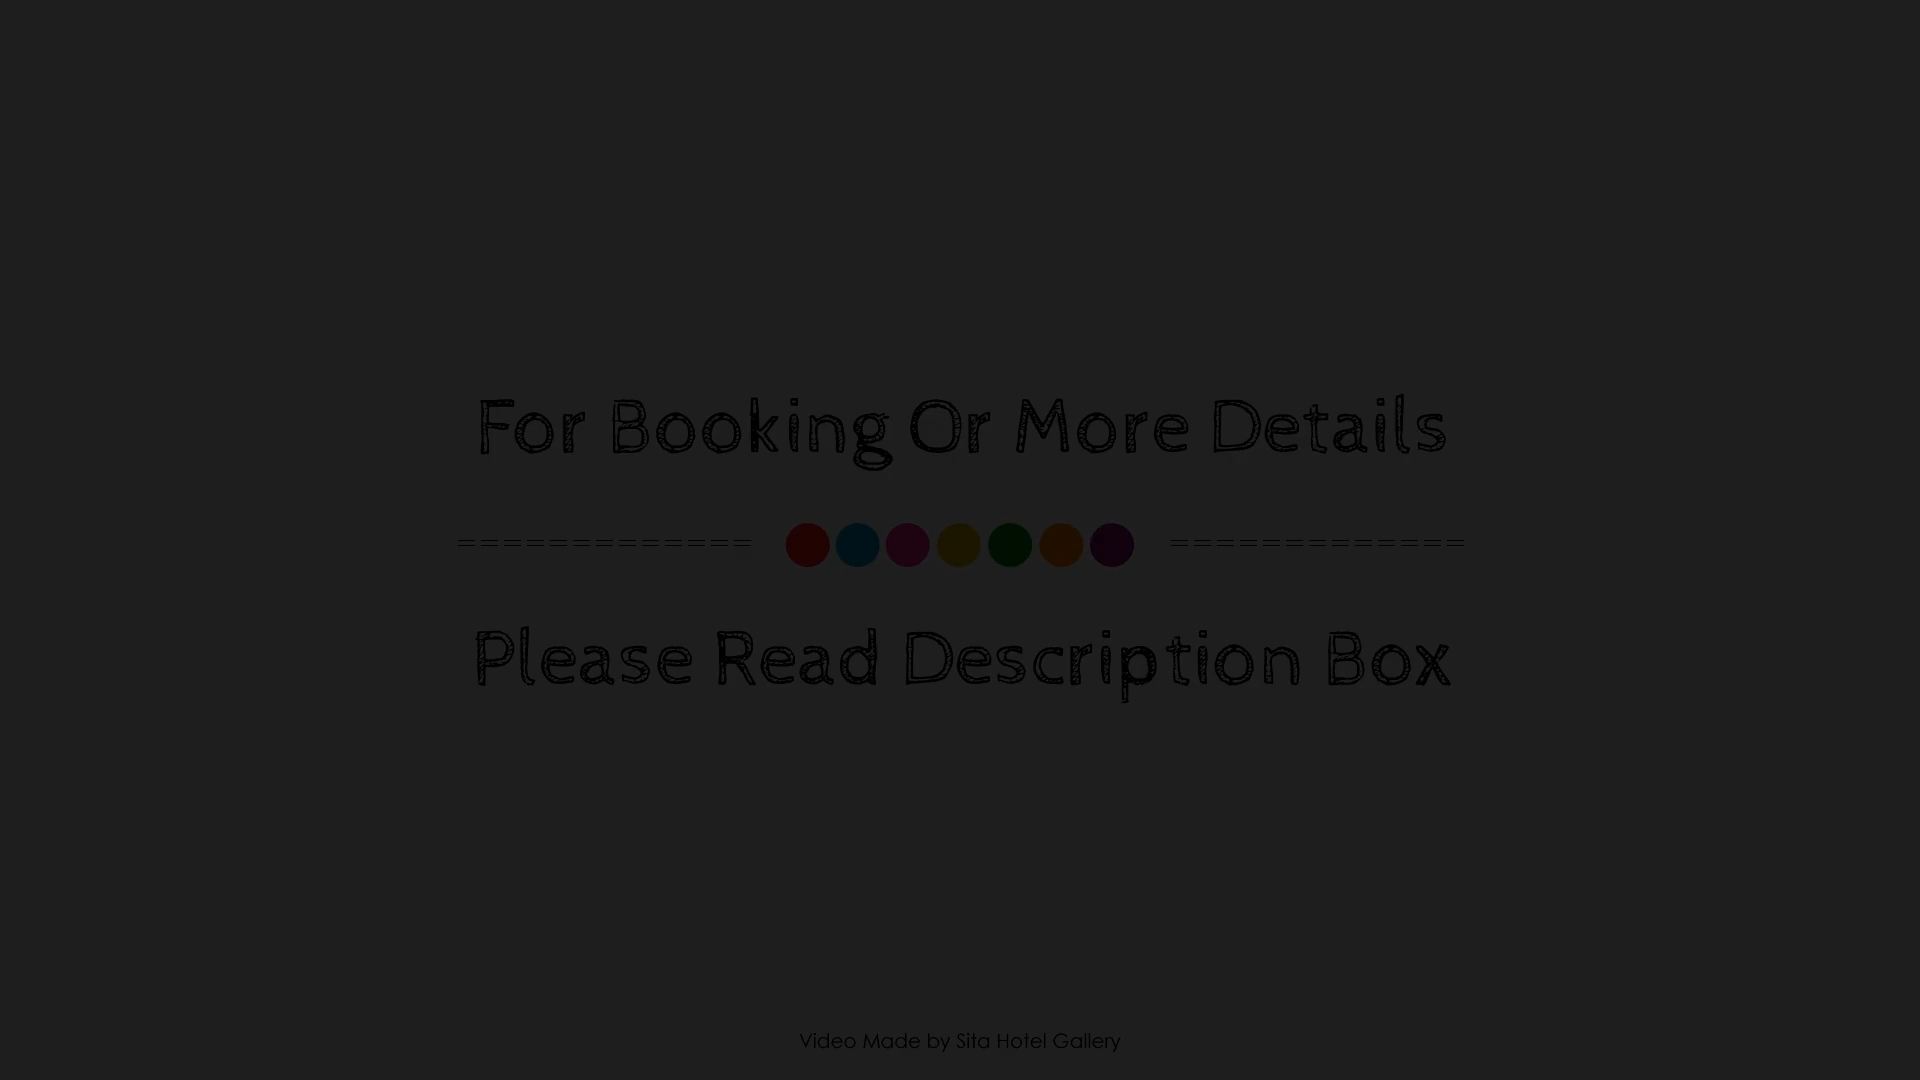 For Booking Or More Details
============= =============
Please Read Description Box
Video Made by Sita Hotel Gallery